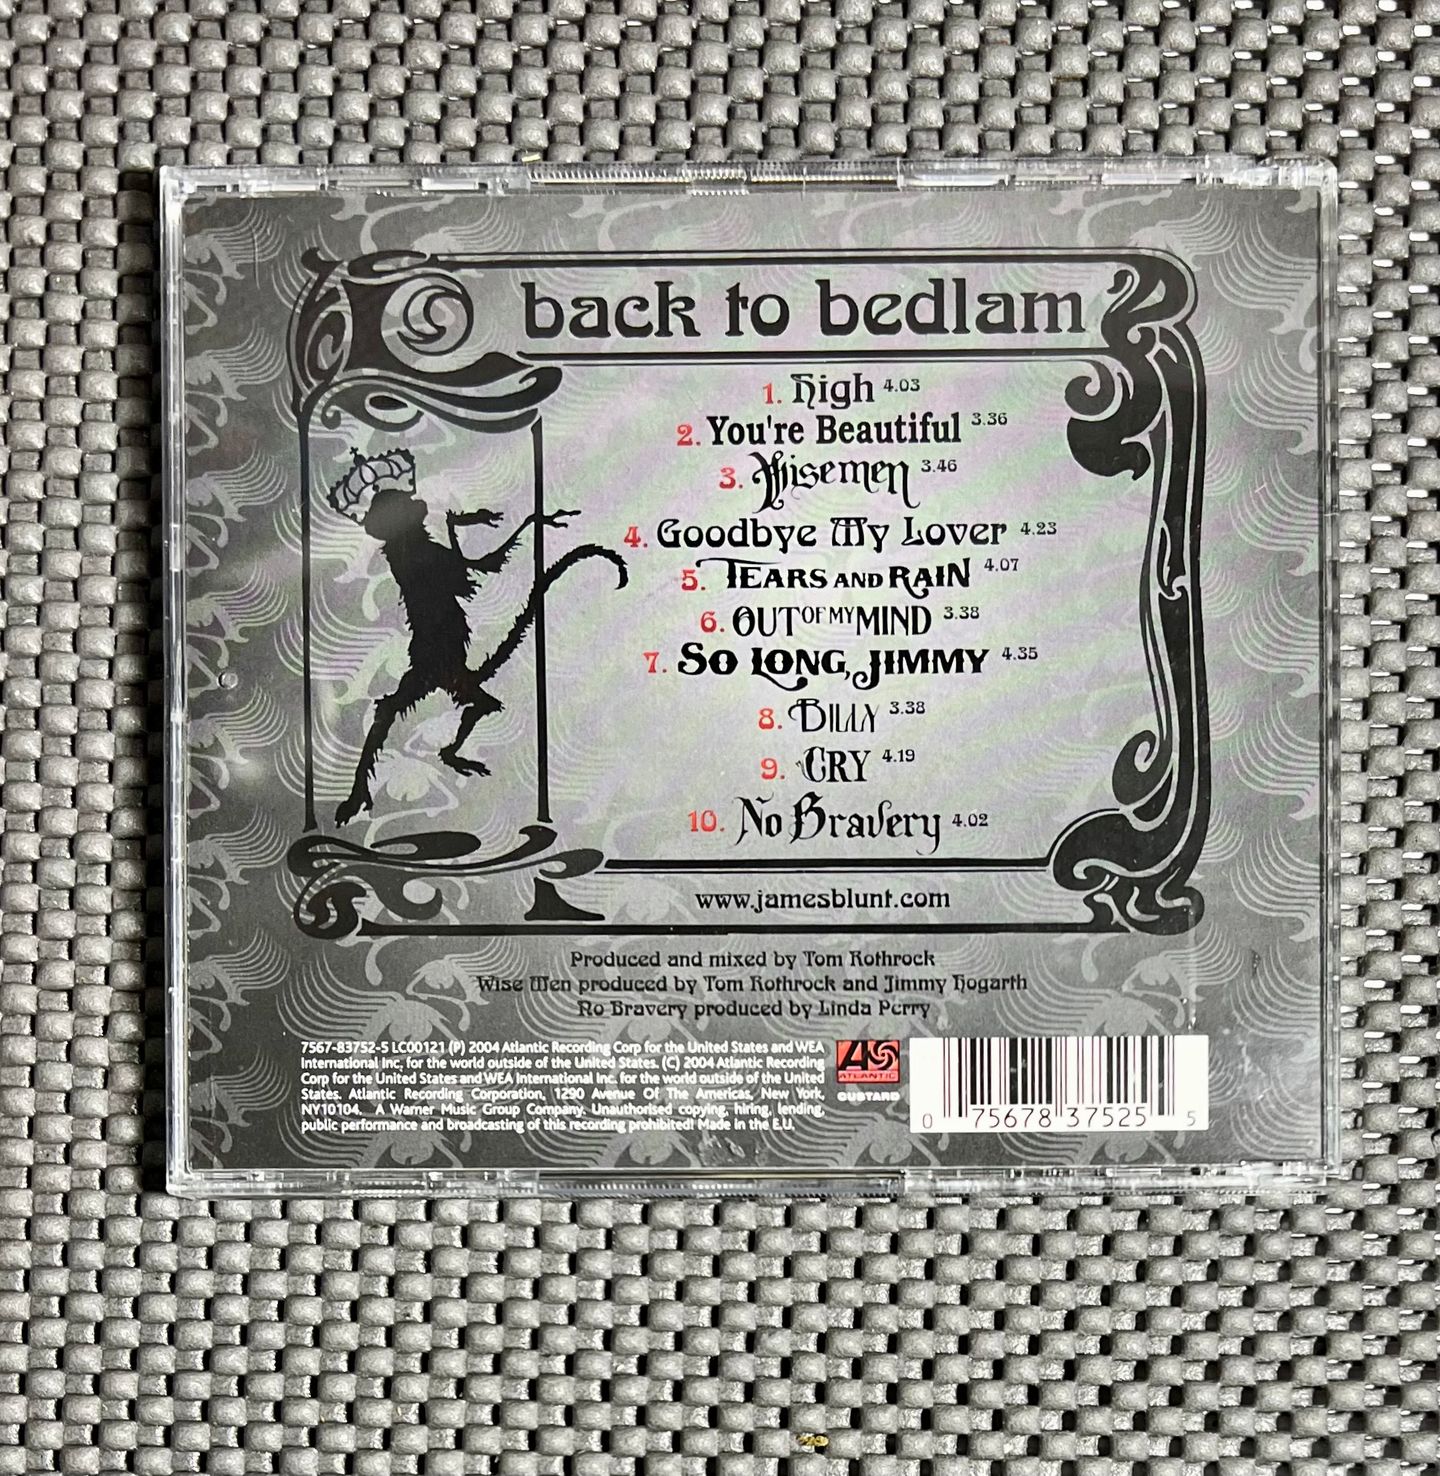 back to bedlam
1. High 4.03
2. You're Beautiful 3.36
3. Wisemen 3.46
4. Goodbye My Lover 4.23
5. TEARS AND RAIN 4.07
6. OUT OF MY MIND 3.38
7. SO LONG, JIMMY 4.35
8. BILLY 3.38
9. CRY 4.19
10. No Bravery 4.02
www.jamesblunt.com
Produced and mixed by Tom Rothrock
Wise Men produced by Tom Rothrock and Jimmy Hogarth
No Bravery produced by Linda Perry
7567-83752-5 LC00121 (P) 2004 Atlantic Recording Corp for the United States and WEA
International Inc, for the world outside of the United States. (C) 2004 Atlantic Recording
Corp for the United States and WEA International Inc. for the world outside of the United
States. Atlantic Recording Corporation, 1290 Avenue Of The Americas, New York,
NY10104. A Warner Music Group Company. Unauthorised copying, hiring, lending,
public performance and broadcasting of this recording prohibited! Made in the E.U.
A
ATLANTIC
CUSTARD
0 75678 37525 5